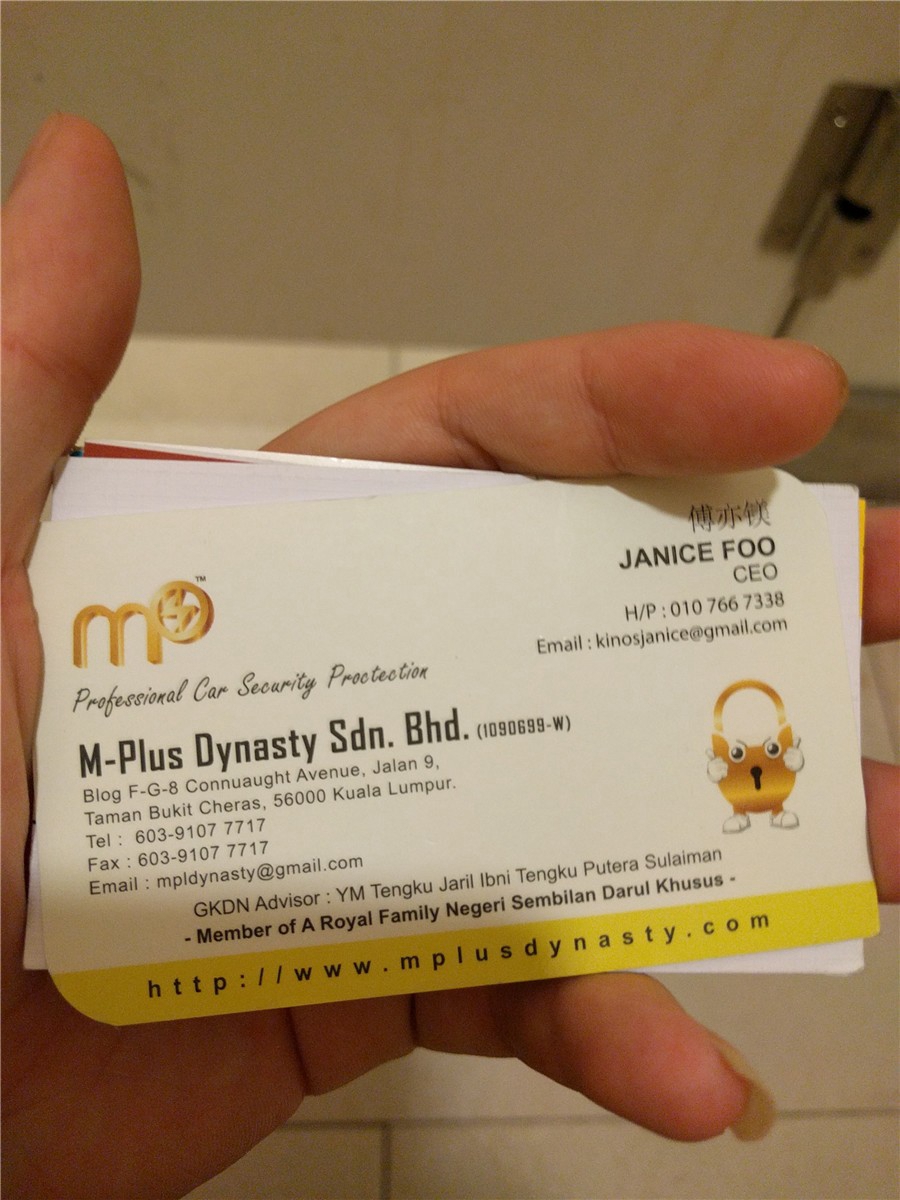 傅亦镁
JANICE FOO
CEO
H/P : 010 766 7338
Email : kinosjanice@gmail.com
mp
TM
Professional Car Security Proctection
M-Plus Dynasty Sdn. Bhd. (1090699-W)
Blog F-G-8 Connuaught Avenue, Jalan 9,
Taman Bukit Cheras, 56000 Kuala Lumpur.
Tel : 603-9107 7717
Fax : 603-9107 7717
Email : mpldynasty@gmail.com
GKDN Advisor : YM Tengku Jaril Ibni Tengku Putera Sulaiman
- Member of A Royal Family Negeri Sembilan Darul Khusus -
http://www.mplusdynasty.com